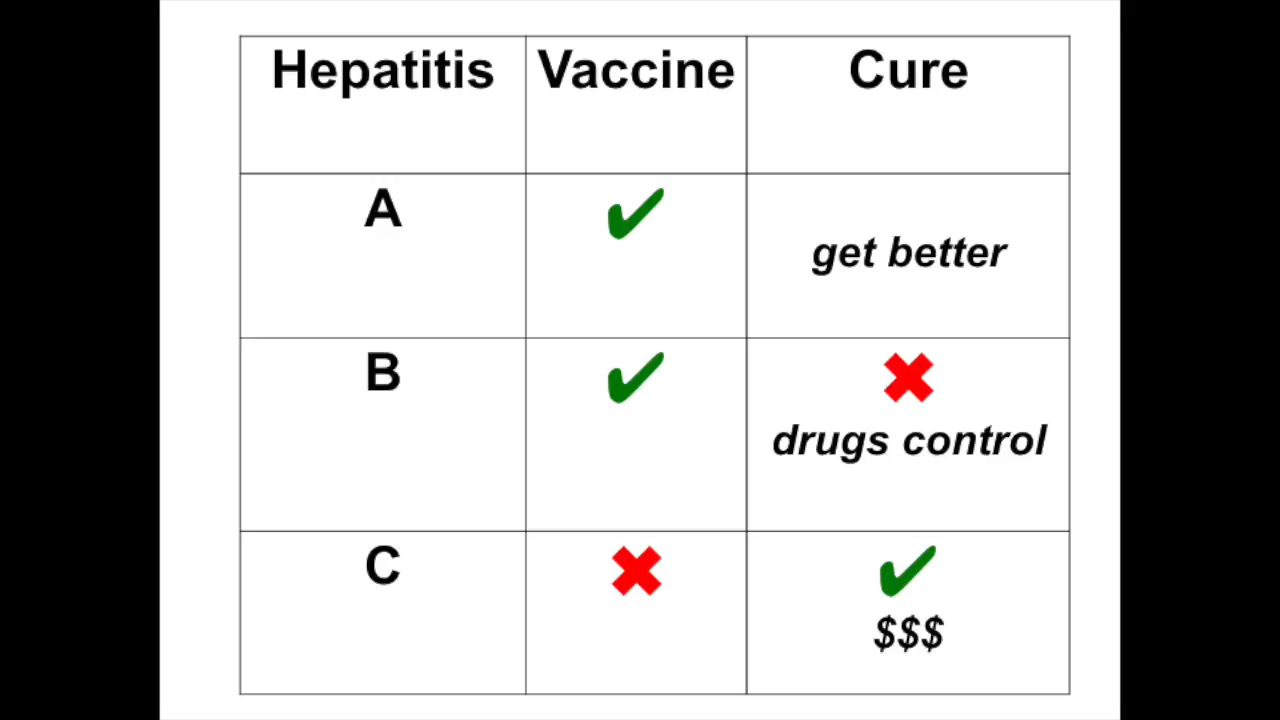 Hepatitis Vaccine Cure
A ✔ get better
B ✔ ✖
drugs control
C ✖ ✔
$$$